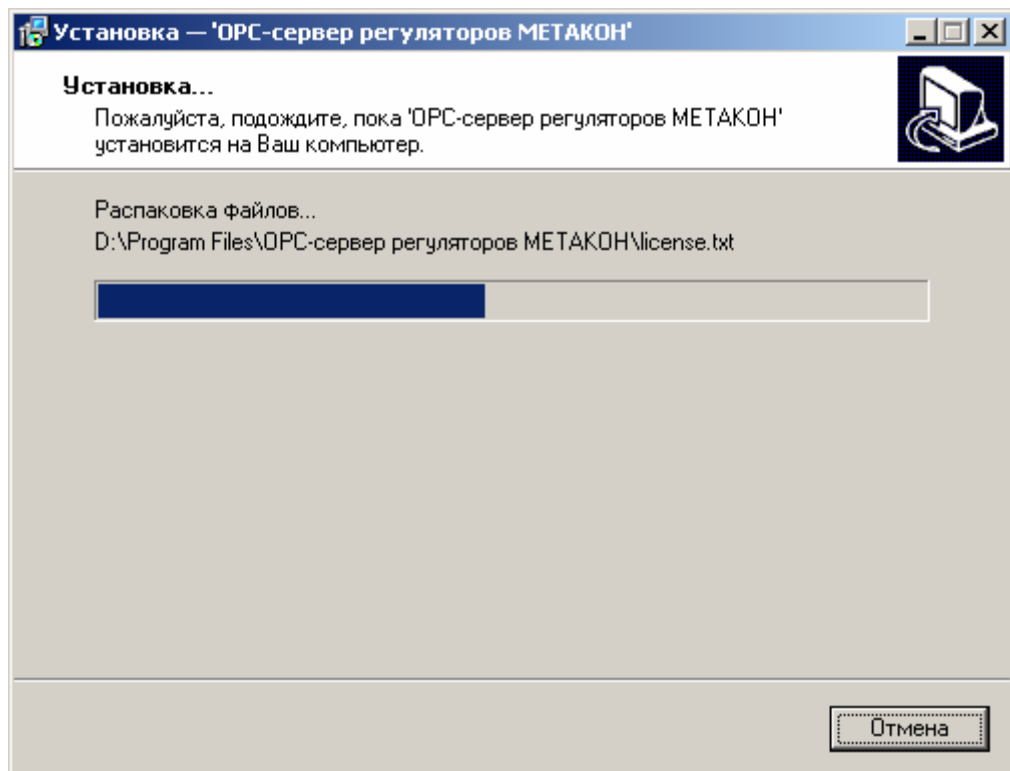 Установка — 'OPC-сервер регуляторов МЕТАКОН'
Установка...
Пожалуйста, подождите, пока 'OPC-сервер регуляторов МЕТАКОН'
установится на Ваш компьютер.
Распаковка файлов...
D:\Program Files\OPC-сервер регуляторов МЕТАКОН\license.txt
Отмена